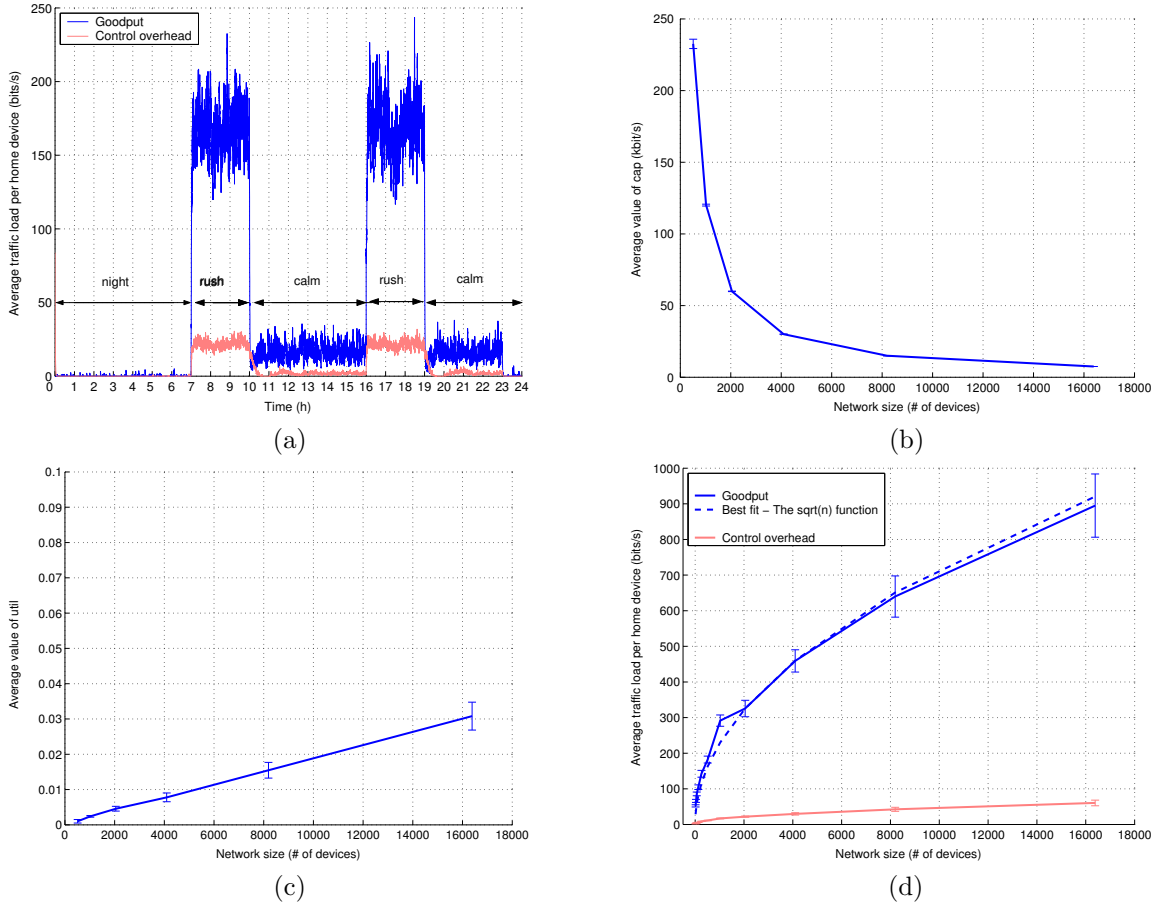 250
200
150
100
50
0
Average traffic load per home device (bits/s)
Goodput
Control overhead
night
rush
calm
rush
calm
0 1 2 3 4 5 6 7 8 9 10 11 12 13 14 15 16 17 18 19 20 21 22 23 24
Time (h)
(a)
250
200
150
100
50
0
Average value of cap (kbit/s)
0 2000 4000 6000 8000 10000 12000 14000 16000 18000
Network size (# of devices)
(b)
0.1
0.09
0.08
0.07
0.06
0.05
0.04
0.03
0.02
0.01
0
Average value of util
0 2000 4000 6000 8000 10000 12000 14000 16000 18000
Network size (# of devices)
(c)
1000
900
800
700
600
500
400
300
200
100
0
Average traffic load per home device (bits/s)
Goodput
Best fit – The sqrt(n) function
Control overhead
0 2000 4000 6000 8000 10000 12000 14000 16000 18000
Network size (# of devices)
(d)